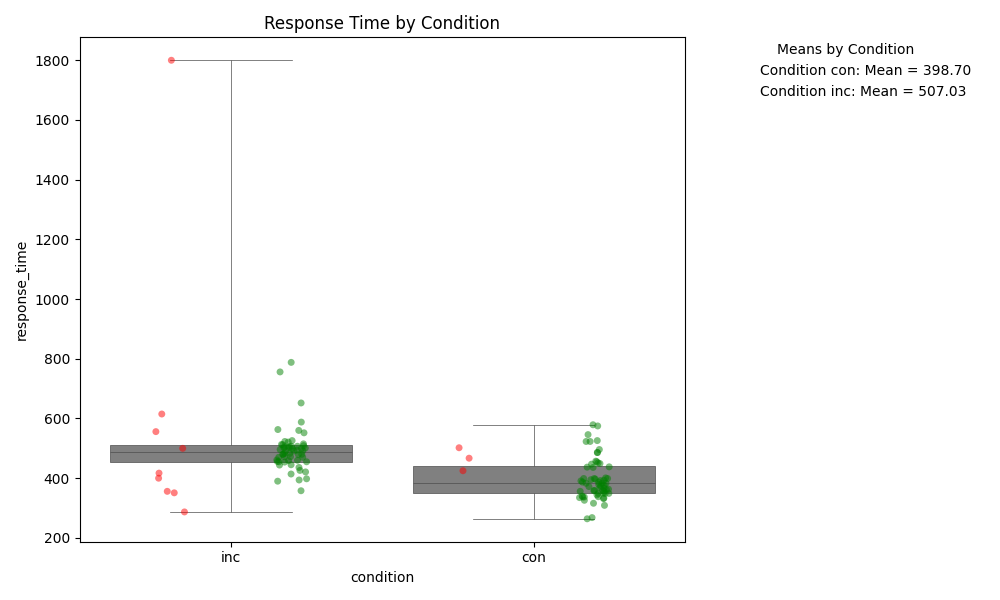 Response Time by Condition
Means by Condition
Condition con: Mean = 398.70
Condition inc: Mean = 507.03
response_time
1800
1600
1400
1200
1000
800
600
400
200
inc con
condition